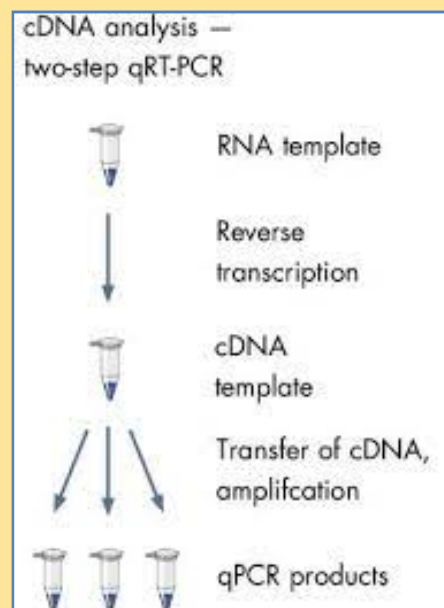 cDNA analysis —
two-step qRT-PCR
RNA template
Reverse
transcription
cDNA
template
Transfer of cDNA,
amplifcation
qPCR products